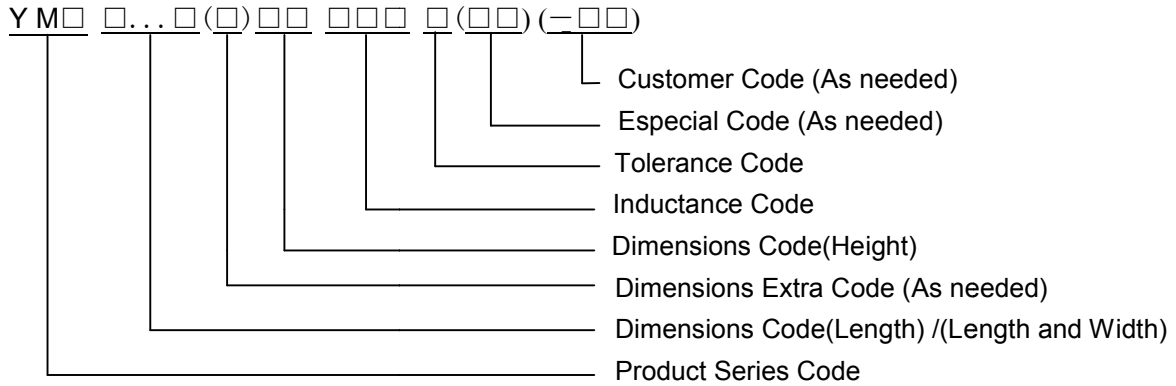 YM□ □...□(□)□□ □□□ □(□□)(-□□)
Customer Code (As needed)
Especial Code (As needed)
Tolerance Code
Inductance Code
Dimensions Code(Height)
Dimensions Extra Code (As needed)
Dimensions Code(Length) /(Length and Width)
Product Series Code